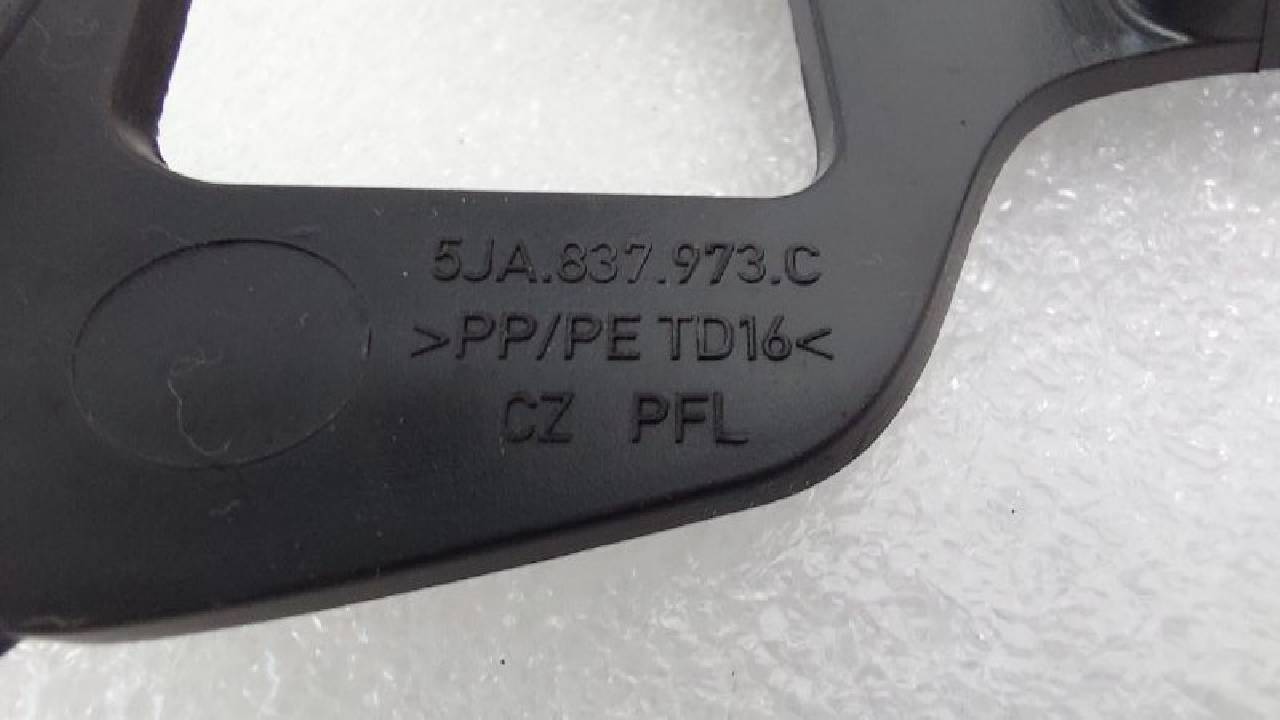 5JA.837.973.C
>PP/PE TD16<
CZ PFL